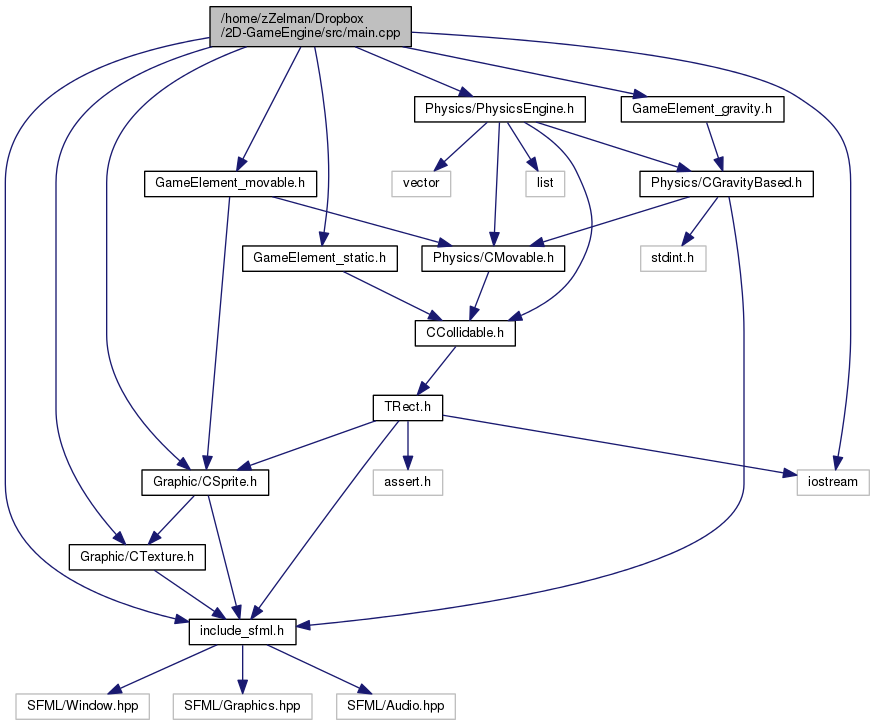 /home/zZelman/Dropbox
/2D-GameEngine/src/main.cpp
Physics/PhysicsEngine.h
GameElement_gravity.h
GameElement_movable.h
vector
list
Physics/CGravityBased.h
GameElement_static.h
Physics/CMovable.h
stdint.h
CCollidable.h
TRect.h
Graphic/CSprite.h
assert.h
iostream
Graphic/CTexture.h
include_sfml.h
SFML/Window.hpp
SFML/Graphics.hpp
SFML/Audio.hpp